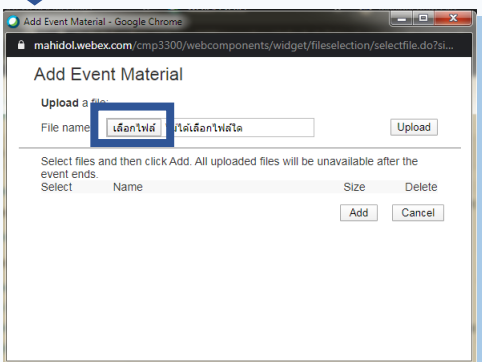 Add Event Material - Google Chrome
mahidol.webex.com/cmp3300/webcomponents/widget/fileselection/selectfile.do?si...
Add Event Material
Upload a file:
File name เลือกไฟล์ ไม่ได้เลือกไฟล์ใด Upload
Select files and then click Add. All uploaded files will be unavailable after the
event ends.
Select Name Size Delete
Add Cancel